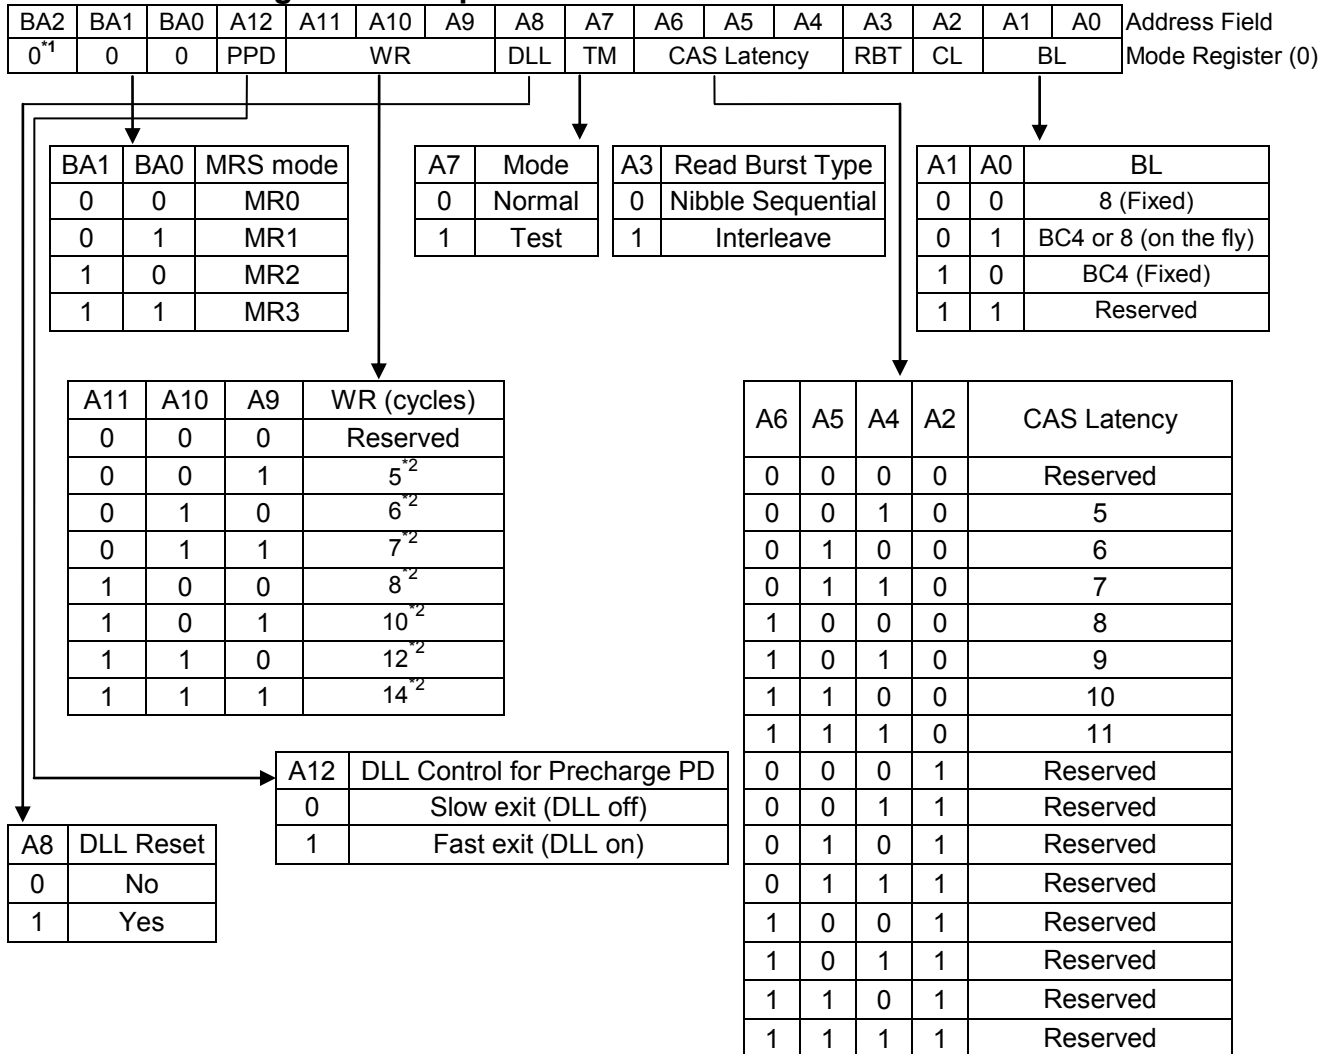 BA2 BA1 BA0 A12 A11 A10 A9 A8 A7 A6 A5 A4 A3 A2 A1 A0 Address Field
0*1 0 0 PPD WR DLL TM CAS Latency RBT CL BL Mode Register (0)
BA1 BA0 MRS mode
0 0 MR0
0 1 MR1
1 0 MR2
1 1 MR3
A7 Mode
0 Normal
1 Test
A3 Read Burst Type
0 Nibble Sequential
1 Interleave
A1 A0 BL
0 0 8 (Fixed)
0 1 BC4 or 8 (on the fly)
1 0 BC4 (Fixed)
1 1 Reserved
A11 A10 A9 WR (cycles)
0 0 0 Reserved
0 0 1 5*2
0 1 0 6*2
0 1 1 7*2
1 0 0 8*2
1 0 1 10*2
1 1 0 12*2
1 1 1 14*2
A6 A5 A4 A2 CAS Latency
0 0 0 0 Reserved
0 0 1 0 5
0 1 0 0 6
0 1 1 0 7
1 0 0 0 8
1 0 1 0 9
1 1 0 0 10
1 1 1 0 11
0 0 0 1 Reserved
0 0 1 1 Reserved
0 1 0 1 Reserved
0 1 1 1 Reserved
1 0 0 1 Reserved
1 0 1 1 Reserved
1 1 0 1 Reserved
1 1 1 1 Reserved
A12 DLL Control for Precharge PD
0 Slow exit (DLL off)
1 Fast exit (DLL on)
A8 DLL Reset
0 No
1 Yes